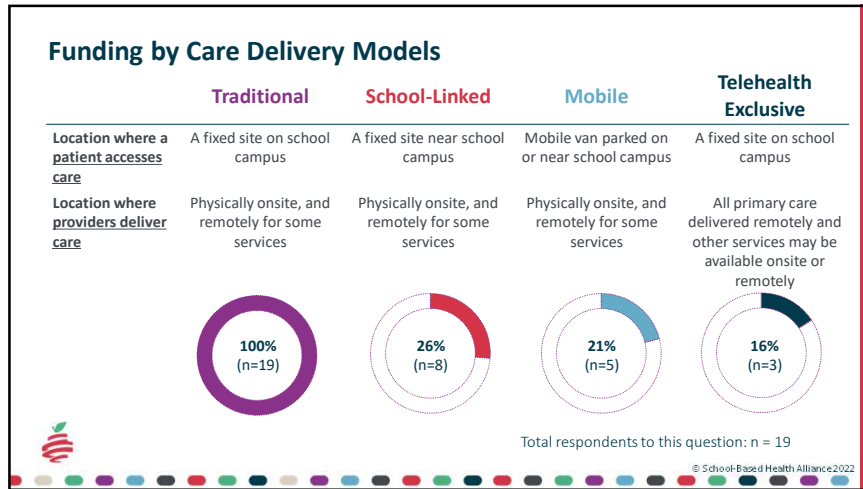 Funding by Care Delivery Models
Traditional
School-Linked
Mobile
Telehealth
Exclusive
Location where a
patient accesses
care
A fixed site on school
campus
A fixed site near school
campus
Mobile van parked on
or near school campus
A fixed site on school
campus
Location where
providers deliver
care
Physically onsite, and
remotely for some
services
Physically onsite, and
remotely for some
services
Physically onsite, and
remotely for some
services
All primary care
delivered remotely and
other services may be
available onsite or
remotely
100%
(n=19)
26%
(n=8)
21%
(n=5)
16%
(n=3)
Total respondents to this question: n = 19
© School-Based Health Alliance 2022